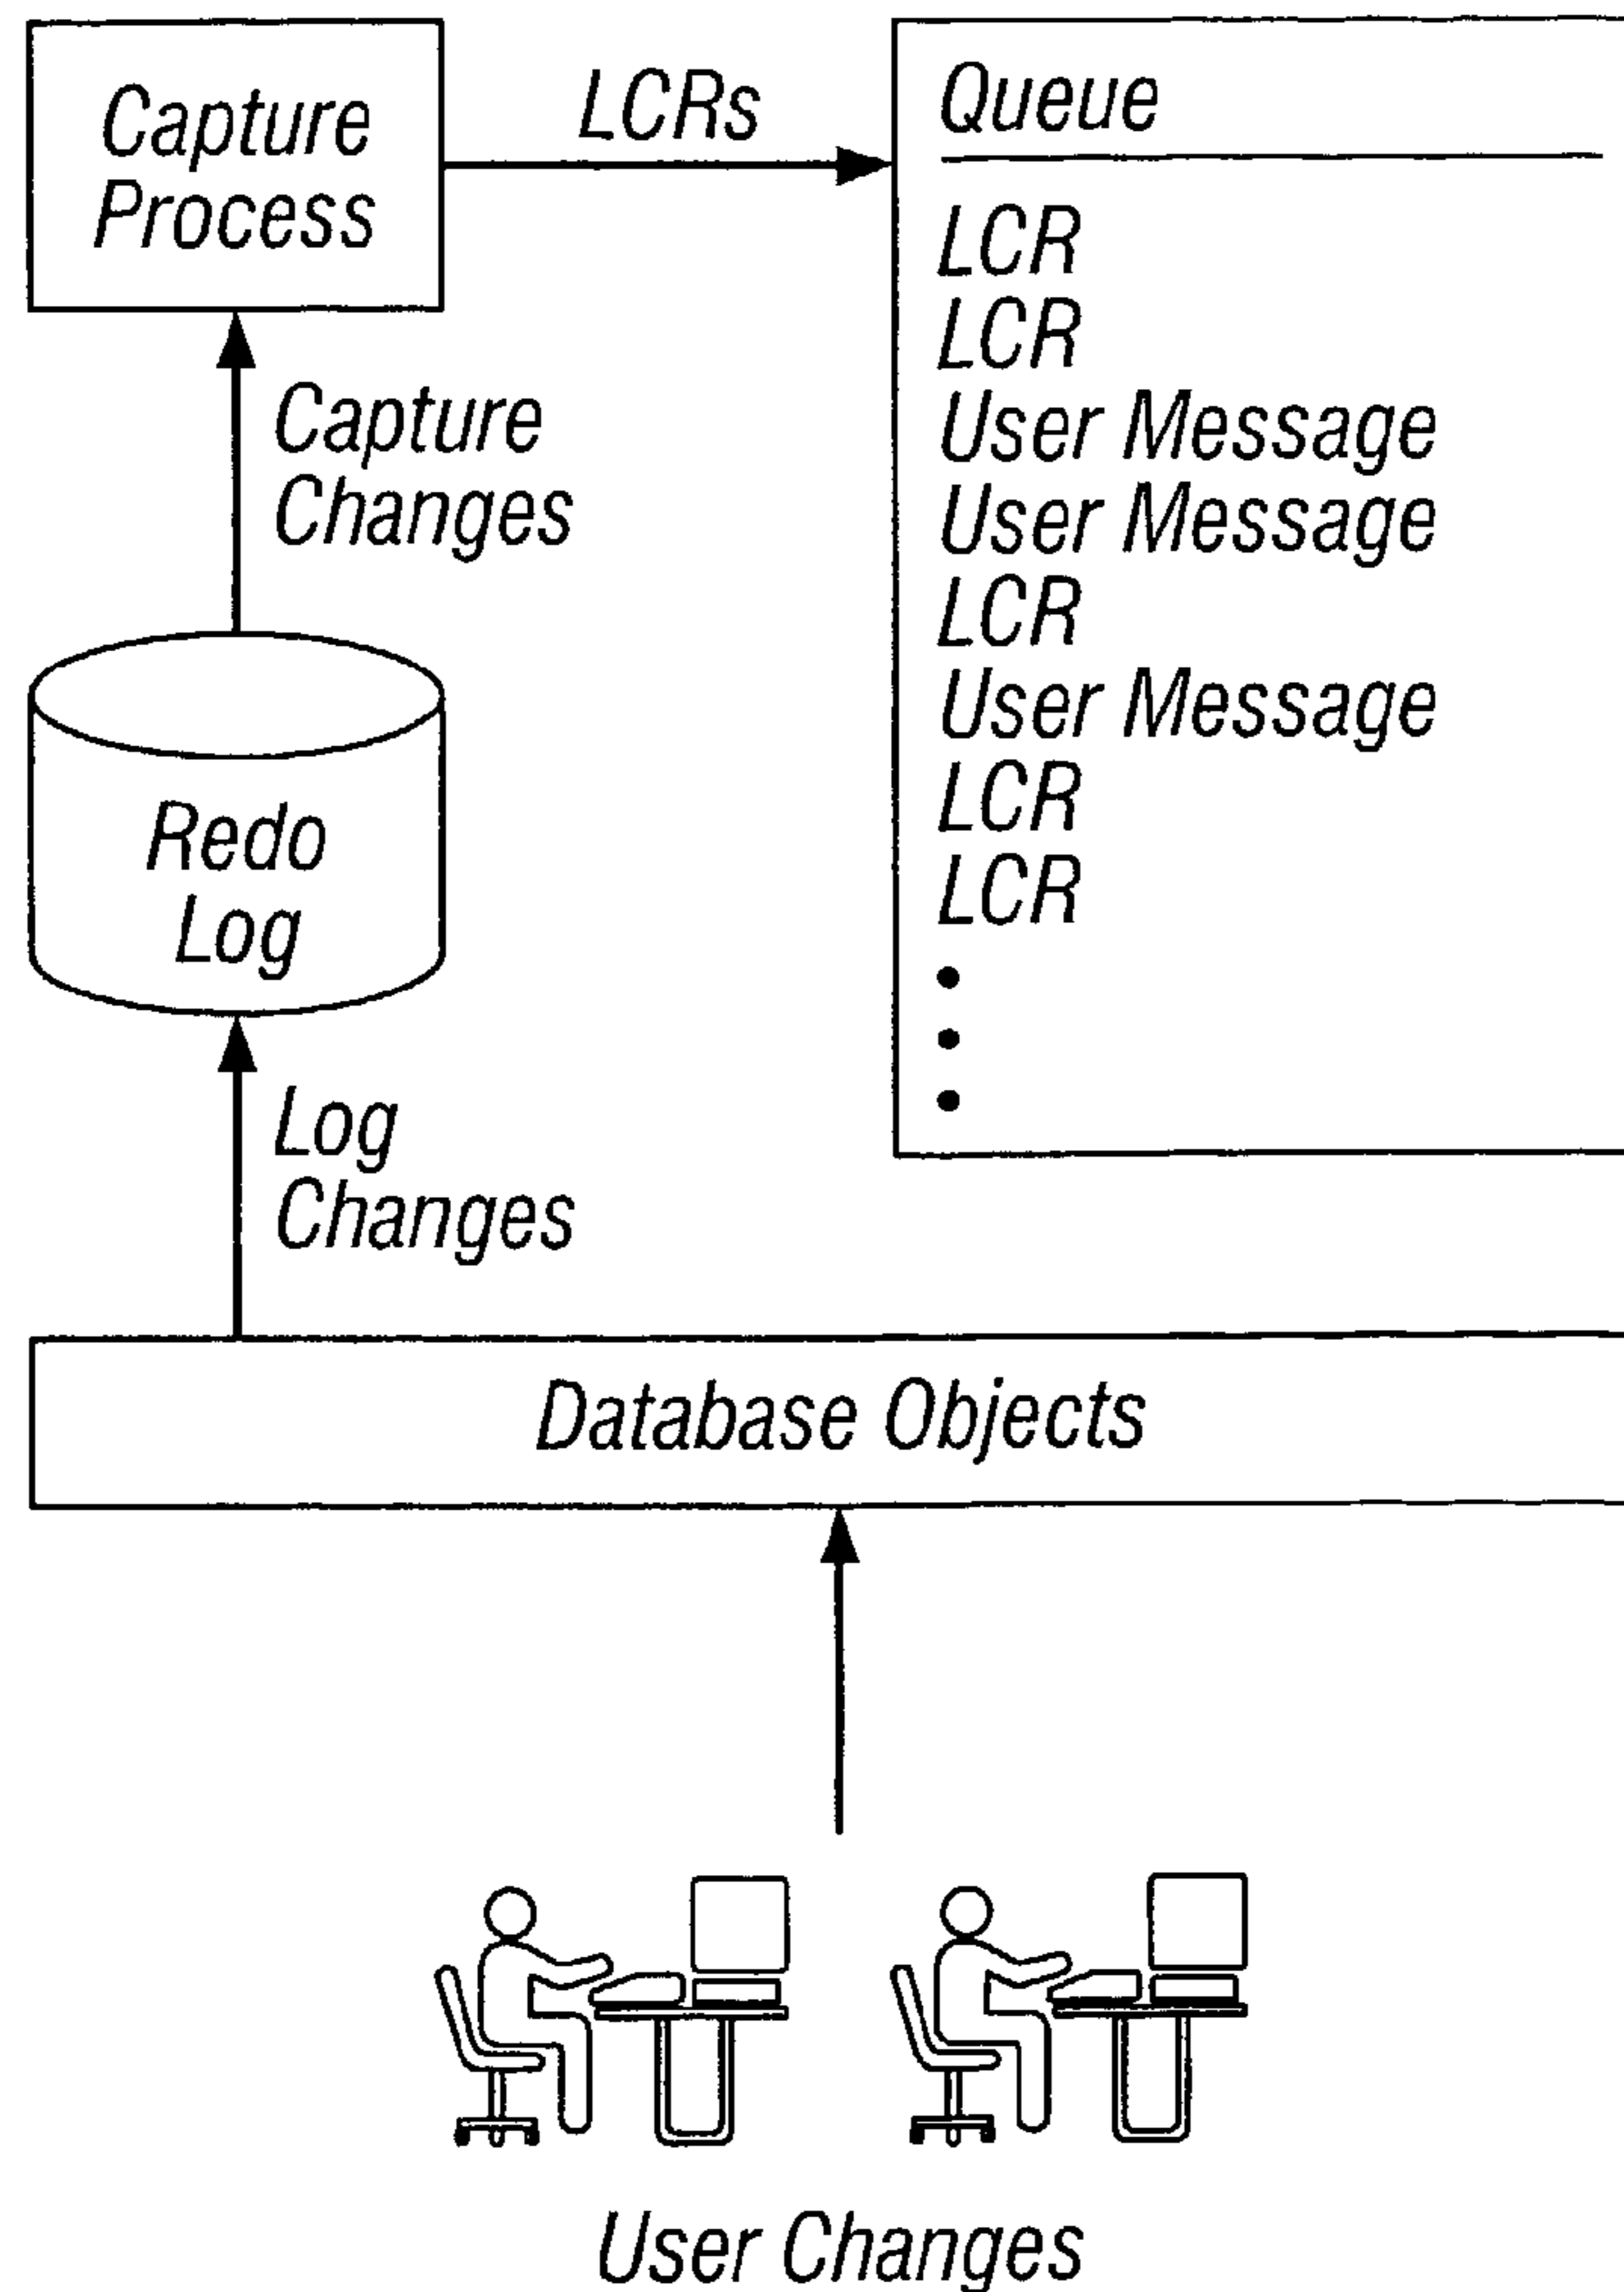 Capture
Process
LCRs
Queue
LCR
LCR
User Message
User Message
LCR
User Message
LCR
LCR
Capture
Changes
Redo
Log
Log
Changes
Database Objects
User Changes